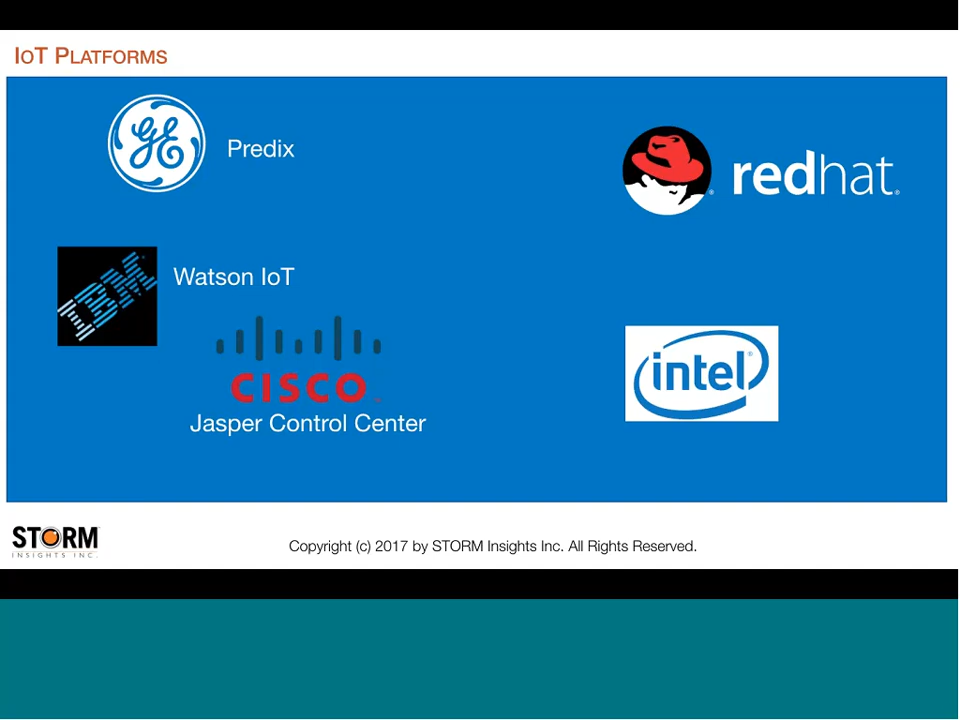 IoT Platforms
GE
Predix
redhat.
IBM
Watson IoT
CISCO
Jasper Control Center
intel
STORM
INSIGHTS INC.
Copyright (c) 2017 by STORM Insights Inc. All Rights Reserved.